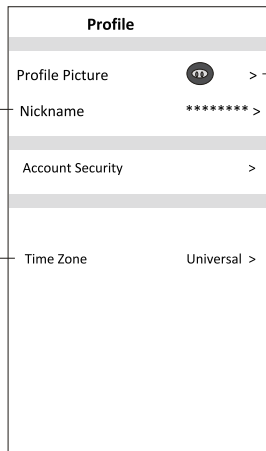 Profile
Profile Picture >
Nickname ******** >
Account Security >
Time Zone Universal >